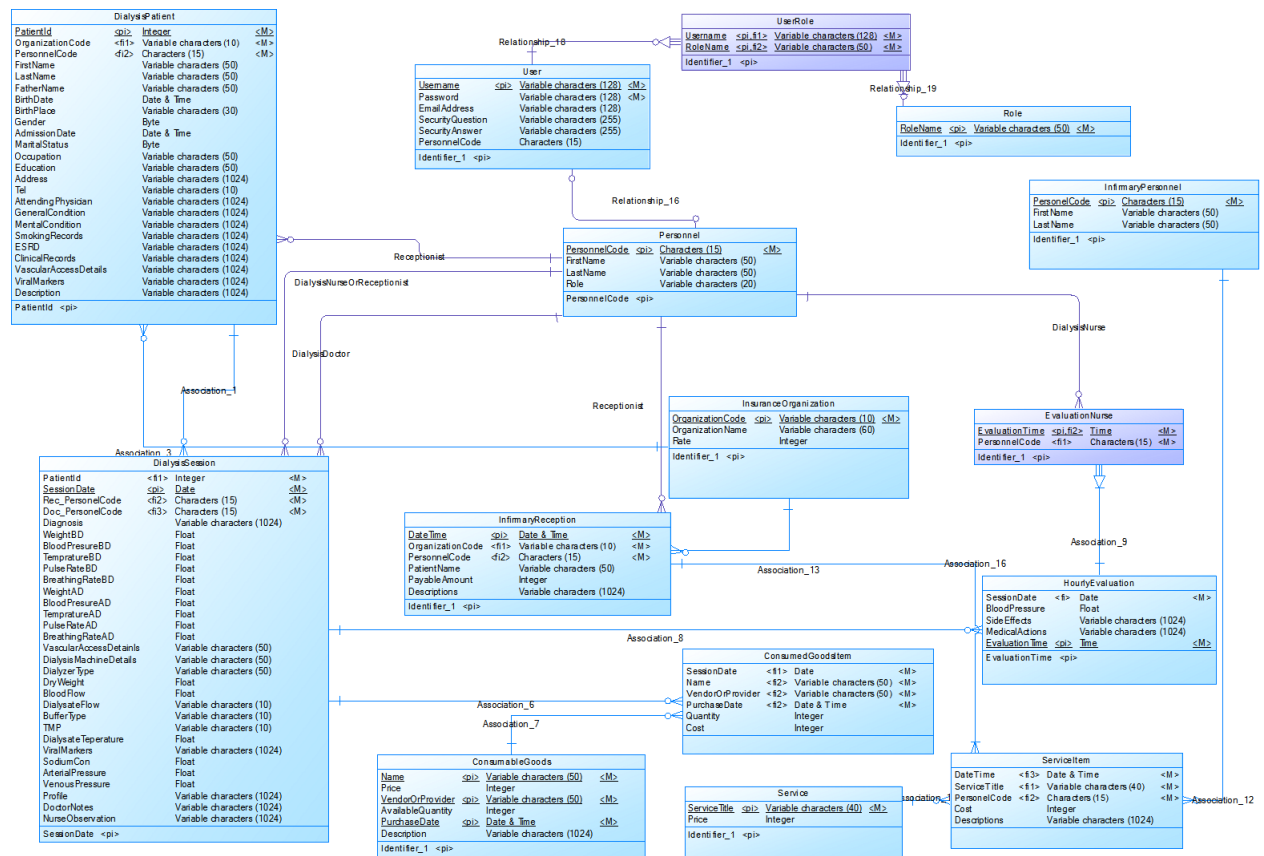 DialysisPatient
PatientId <pi> Integer <M>
OrganizationCode <fi1> Variable characters (10) <M>
PersonnelCode <fi2> Characters (15) <M>
FirstName Variable characters (50)
LastName Variable characters (50)
FatherName Variable characters (50)
BirthDate Date & Time
BirthPlace Variable characters (30)
Gender Byte
AdmissionDate Date & Time
MaritalStatus Byte
Occupation Variable characters (50)
Education Variable characters (50)
Address Variable characters (1024)
Tel Variable characters (10)
AttendingPhysician Variable characters (1024)
GeneralCondition Variable characters (1024)
MentalCondition Variable characters (1024)
SmokingRecords Variable characters (1024)
ESRD Variable characters (1024)
ClinicalRecords Variable characters (1024)
VascularAccessDetails Variable characters (1024)
ViralMarkers Variable characters (1024)
Description Variable characters (1024)
PatientId <pi>
UserRole
Username <pi,fi1> Variable characters (128) <M>
RoleName <pi,fi2> Variable characters (50) <M>
Identifier_1 <pi>
Relationship_18
User
Username <pi> Variable characters (128) <M>
Password Variable characters (128) <M>
EmailAddress Variable characters (128)
SecurityQuestion Variable characters (255)
SecurityAnswer Variable characters (255)
PersonnelCode Characters (15)
Identifier_1 <pi>
Relationship_19
Role
RoleName <pi> Variable characters (50) <M>
Identifier_1 <pi>
Relationship_16
InfirmaryPersonnel
PersonelCode <pi> Characters (15) <M>
FirstName Variable characters (50)
LastName Variable characters (50)
Identifier_1 <pi>
Personnel
PersonnelCode <pi> Characters (15) <M>
FirstName Variable characters (50)
LastName Variable characters (50)
Role Variable characters (20)
PersonnelCode <pi>
Receptionist
DialysisNurseOrReceptionist
DialysisDoctor
DialysisNurse
Association_1
Receptionist
InsuranceOrganization
OrganizationCode <pi> Variable characters (10) <M>
OrganizationName Variable characters (60)
Rate Integer
Identifier_1 <pi>
EvaluationNurse
EvaluationTime <pi,fi2> Time <M>
PersonnelCode <fi1> Characters (15) <M>
Identifier_1 <pi>
Association_3
DialysisSession
PatientId <fi1> Integer <M>
SessionDate <pi> Date <M>
Rec_PersonelCode <fi2> Characters (15) <M>
Doc_PersonelCode <fi3> Characters (15) <M>
Diagnosis Variable characters (1024)
WeightBD Float
BloodPresureBD Float
TempratureBD Float
PulseRateBD Float
BreathingRateBD Float
WeightAD Float
BloodPresureAD Float
TempratureAD Float
PulseRateAD Float
BreathingRateAD Float
VascularAccessDetainls Variable characters (50)
DialysisMachineDetails Variable characters (50)
DialyzerType Variable characters (50)
DryWeight Float
BloodFlow Float
DialysateFlow Variable characters (10)
BufferType Variable characters (10)
TMP Variable characters (10)
DialysateTeperature Float
ViralMarkers Variable characters (1024)
SodiumCon Float
ArterialPressure Float
VenousPressure Float
Profile Variable characters (1024)
DoctorNotes Variable characters (1024)
NurseObservation Variable characters (1024)
SessionDate <pi>
InfirmaryReception
DateTime <pi> Date & Time <M>
OrganizationCode <fi1> Variable characters (10) <M>
PersonnelCode <fi2> Characters (15) <M>
PatientName Variable characters (50)
PayableAmount Integer
Descriptions Variable characters (1024)
Identifier_1 <pi>
Association_9
Association_13
Association_16
HourlyEvaluation
SessionDate <fi> Date <M>
BloodPressure Float
SideEffects Variable characters (1024)
MedicalActions Variable characters (1024)
EvaluationTime <pi> Time <M>
EvaluationTime <pi>
Association_8
ConsumedGoodsItem
SessionDate <fi1> Date <M>
Name <fi2> Variable characters (50) <M>
VendorOrProvider <fi2> Variable characters (50) <M>
PurchaseDate <fi2> Date & Time <M>
Quantity Integer
Cost Integer
Association_6
Association_7
ConsumableGoods
Name <pi> Variable characters (50) <M>
Price Integer
VendorOrProvider <pi> Variable characters (50) <M>
AvailableQuantity Integer
PurchaseDate <pi> Date & Time <M>
Description Variable characters (1024)
Identifier_1 <pi>
Service
ServiceTitle <pi> Variable characters (40) <M>
Price Integer
Identifier_1 <pi>
ServiceItem
DateTime <fi3> Date & Time <M>
ServiceTitle <fi1> Variable characters (40) <M>
PersonelCode <fi2> Characters (15) <M>
Cost Integer
Descriptions Variable characters (1024)
Association_12